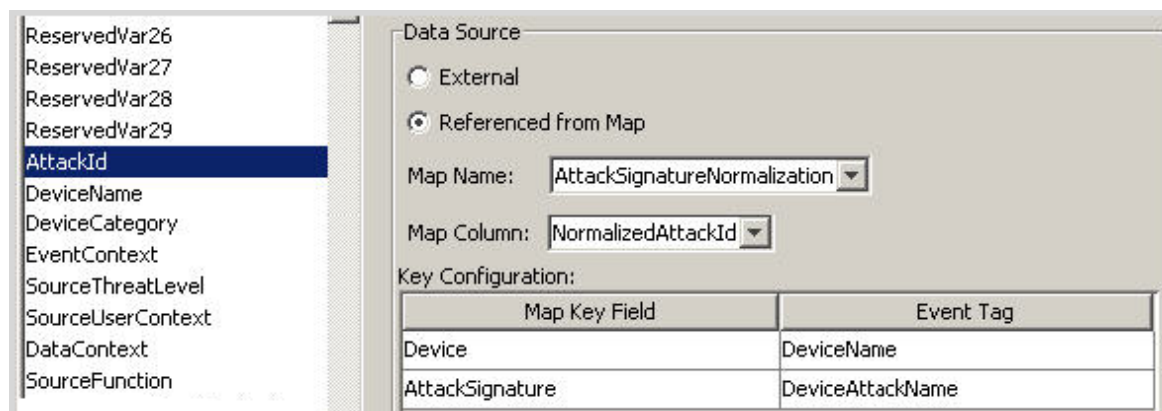 ReservedVar26
ReservedVar27
ReservedVar28
ReservedVar29
AttackId
DeviceName
DeviceCategory
EventContext
SourceThreatLevel
SourceUserContext
DataContext
SourceFunction
Data Source
External
Referenced from Map
Map Name: AttackSignatureNormalization
Map Column: NormalizedAttackId
Key Configuration:
Map Key Field Event Tag
Device DeviceName
AttackSignature DeviceAttackName